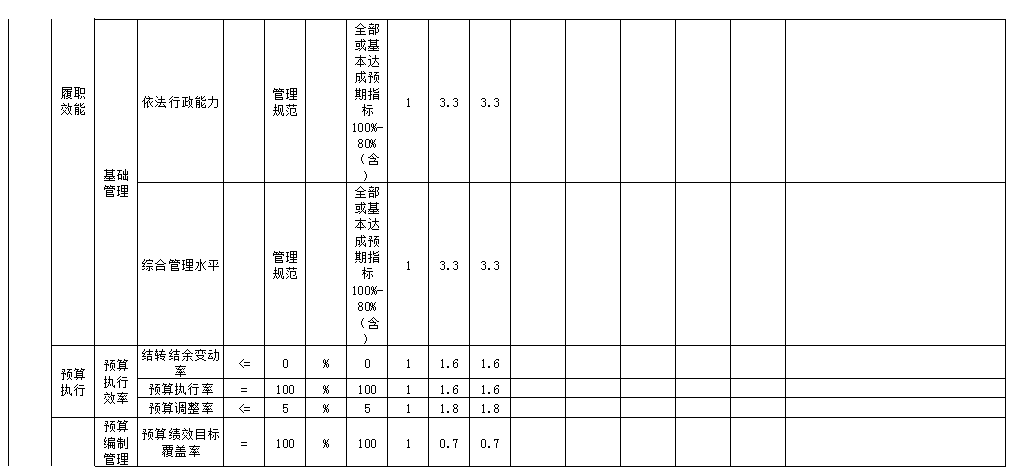 履职
效能
基础
管理
依法行政能力
管理
规范
全部
或基
本达
成预
期指
标
100%-
80%
（含
）
1
3.3
3.3
综合管理水平
管理
规范
全部
或基
本达
成预
期指
标
100%-
80%
（含
）
1
3.3
3.3
预算
执行
预算
执行
效率
结转结余变动
率
<=
0
%
0
1
1.6
1.6
预算执行率
=
100
%
100
1
1.6
1.6
预算调整率
<=
5
%
5
1
1.8
1.8
预算
编制
管理
预算绩效目标
覆盖率
=
100
%
100
1
0.7
0.7